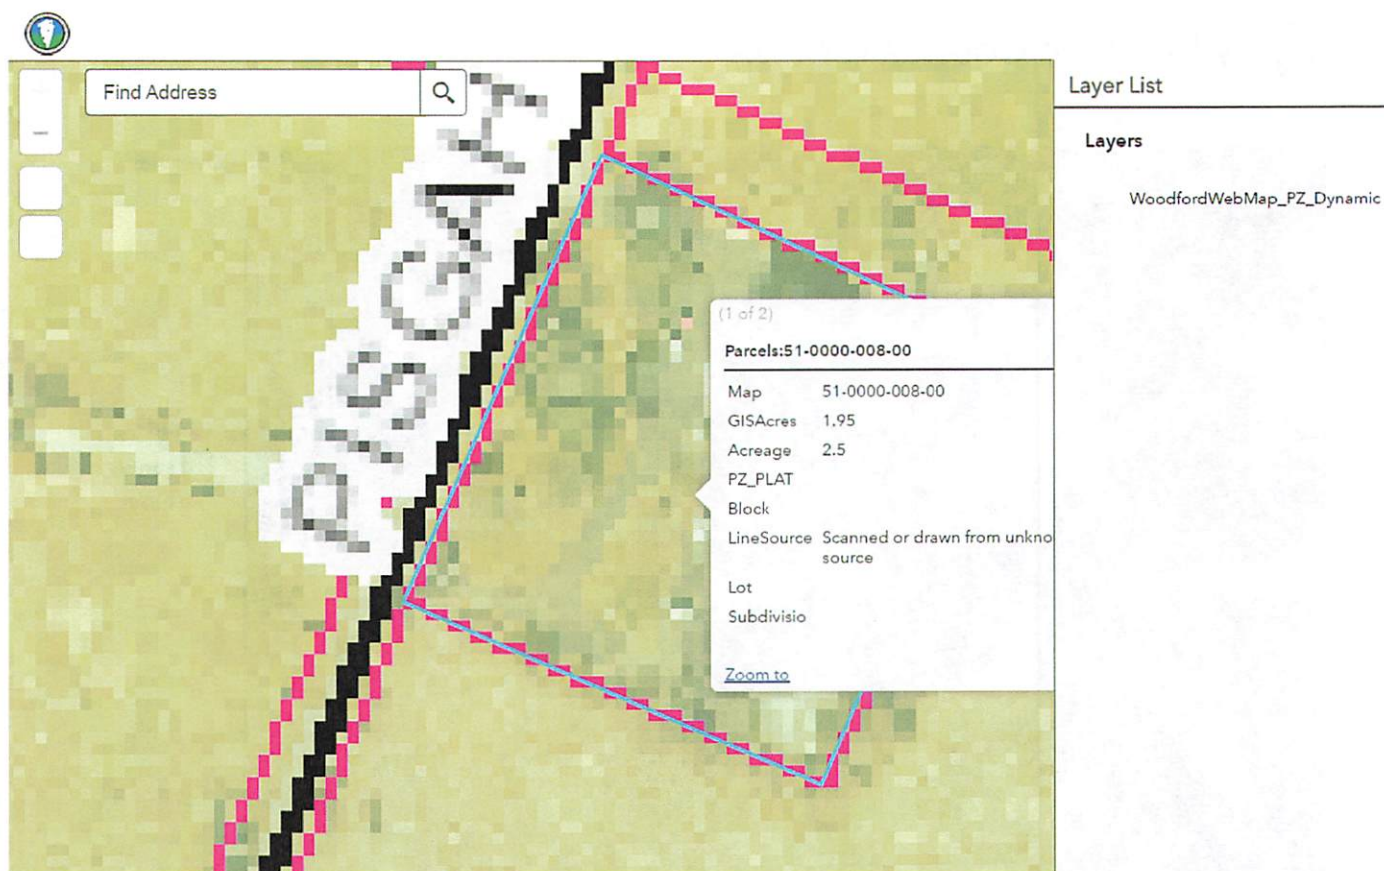 Find Address
PISGAH
Layer List
Layers
WoodfordWebMap_PZ_Dynamic
(1 of 2)
Parcels:51-0000-008-00
Map 51-0000-008-00
GISAcres 1.95
Acreage 2.5
PZ_PLAT
Block
LineSource Scanned or drawn from unkno
source
Lot
Subdivisio
Zoom to